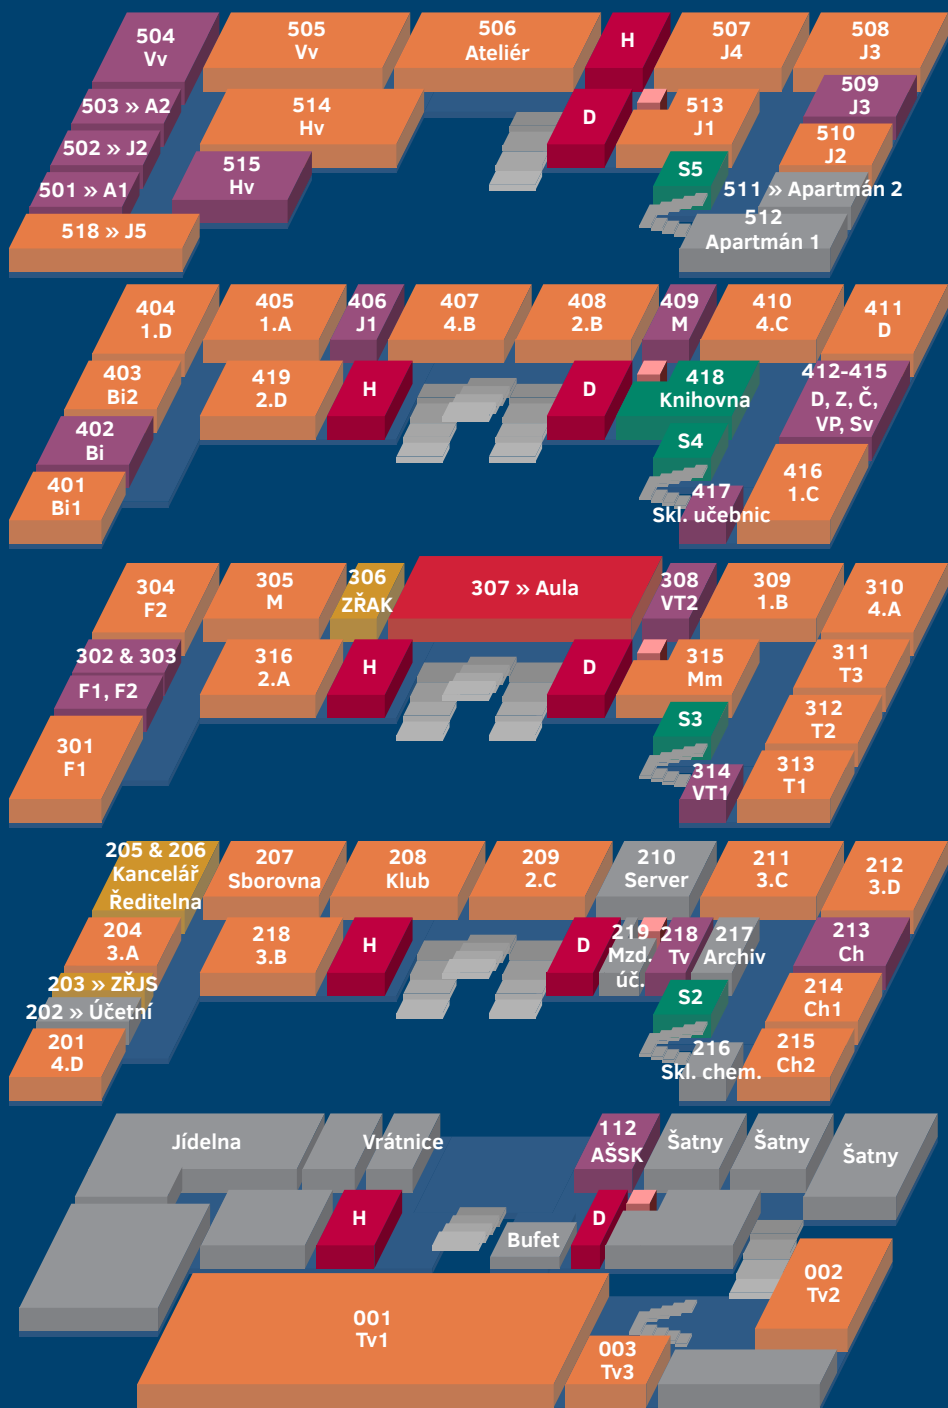 504
Vv
505
Vv
506
Ateliér
H
507
J4
508
J3
503 » A2
514
Hv
D
513
J1
509
J3
502 » J2
510
J2
501 » A1
515
Hv
S5
511 » Apartmán 2
518 » J5
512
Apartmán 1
404
1.D
405
1.A
406
J1
407
4.B
408
2.B
409
M
410
4.C
411
D
403
Bi2
419
2.D
H
D
418
Knihovna
412-415
D, Z, Č,
VP, Sv
402
Bi
S4
401
Bi1
417
Skl. učebnic
416
1.C
304
F2
305
M
306
ZŘAK
307 » Aula
308
VT2
309
1.B
310
4.A
302 & 303
F1, F2
316
2.A
H
D
315
Mm
311
T3
301
F1
S3
312
T2
314
VT1
313
T1
205 & 206
Kancelář
Ředitelna
207
Sborovna
208
Klub
209
2.C
210
Server
211
3.C
212
3.D
204
3.A
218
3.B
H
D
219
Mzd.
úč.
218
Tv
217
Archiv
213
Ch
203 » ZŘJS
202 » Účetní
S2
214
Ch1
201
4.D
216
Skl. chem.
215
Ch2
Jídelna
Vrátnice
112
AŠSK
Šatny
Šatny
Šatny
H
Bufet
D
002
Tv2
001
Tv1
003
Tv3